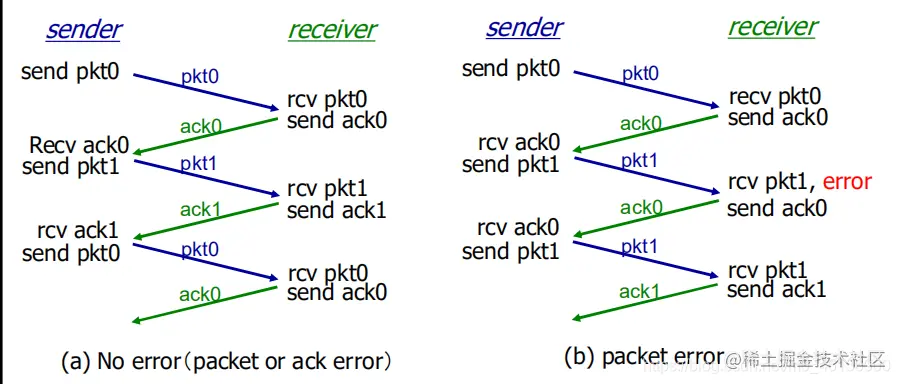 sender
receiver
send pkt0
pkt0
rcv pkt0
send ack0
ack0
Recv ack0
send pkt1
pkt1
rcv pkt1
send ack1
ack1
rcv ack1
send pkt0
pkt0
rcv pkt0
send ack0
ack0
(a) No error(packet or ack error)
sender
receiver
send pkt0
pkt0
recv pkt0
send ack0
ack0
rcv ack0
send pkt1
pkt1
rcv pkt1, error
send ack0
ack0
rcv ack0
send pkt1
pkt1
rcv pkt1
send ack1
ack1
(b) packet error
@稀土掘金技术社区